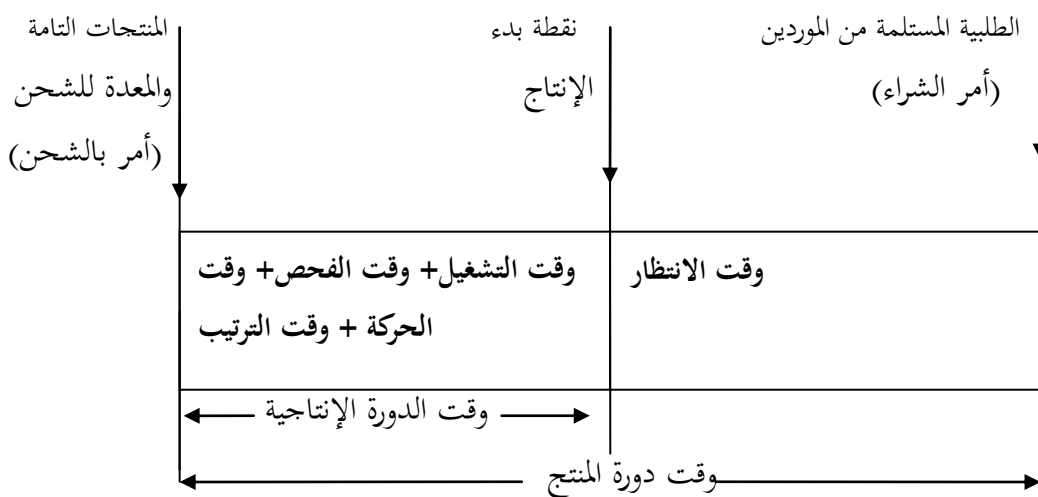 الطلبية المستلمة من الموردين
(أمر الشراء)
نقطة بدء
الإنتاج
المنتجات التامة
والمعدة للشحن
(أمر بالشحن)
وقت الانتظار
وقت التشغيل+ وقت الفحص+ وقت
الحركة + وقت الترتيب
وقت الدورة الإنتاجية
وقت دورة المنتج